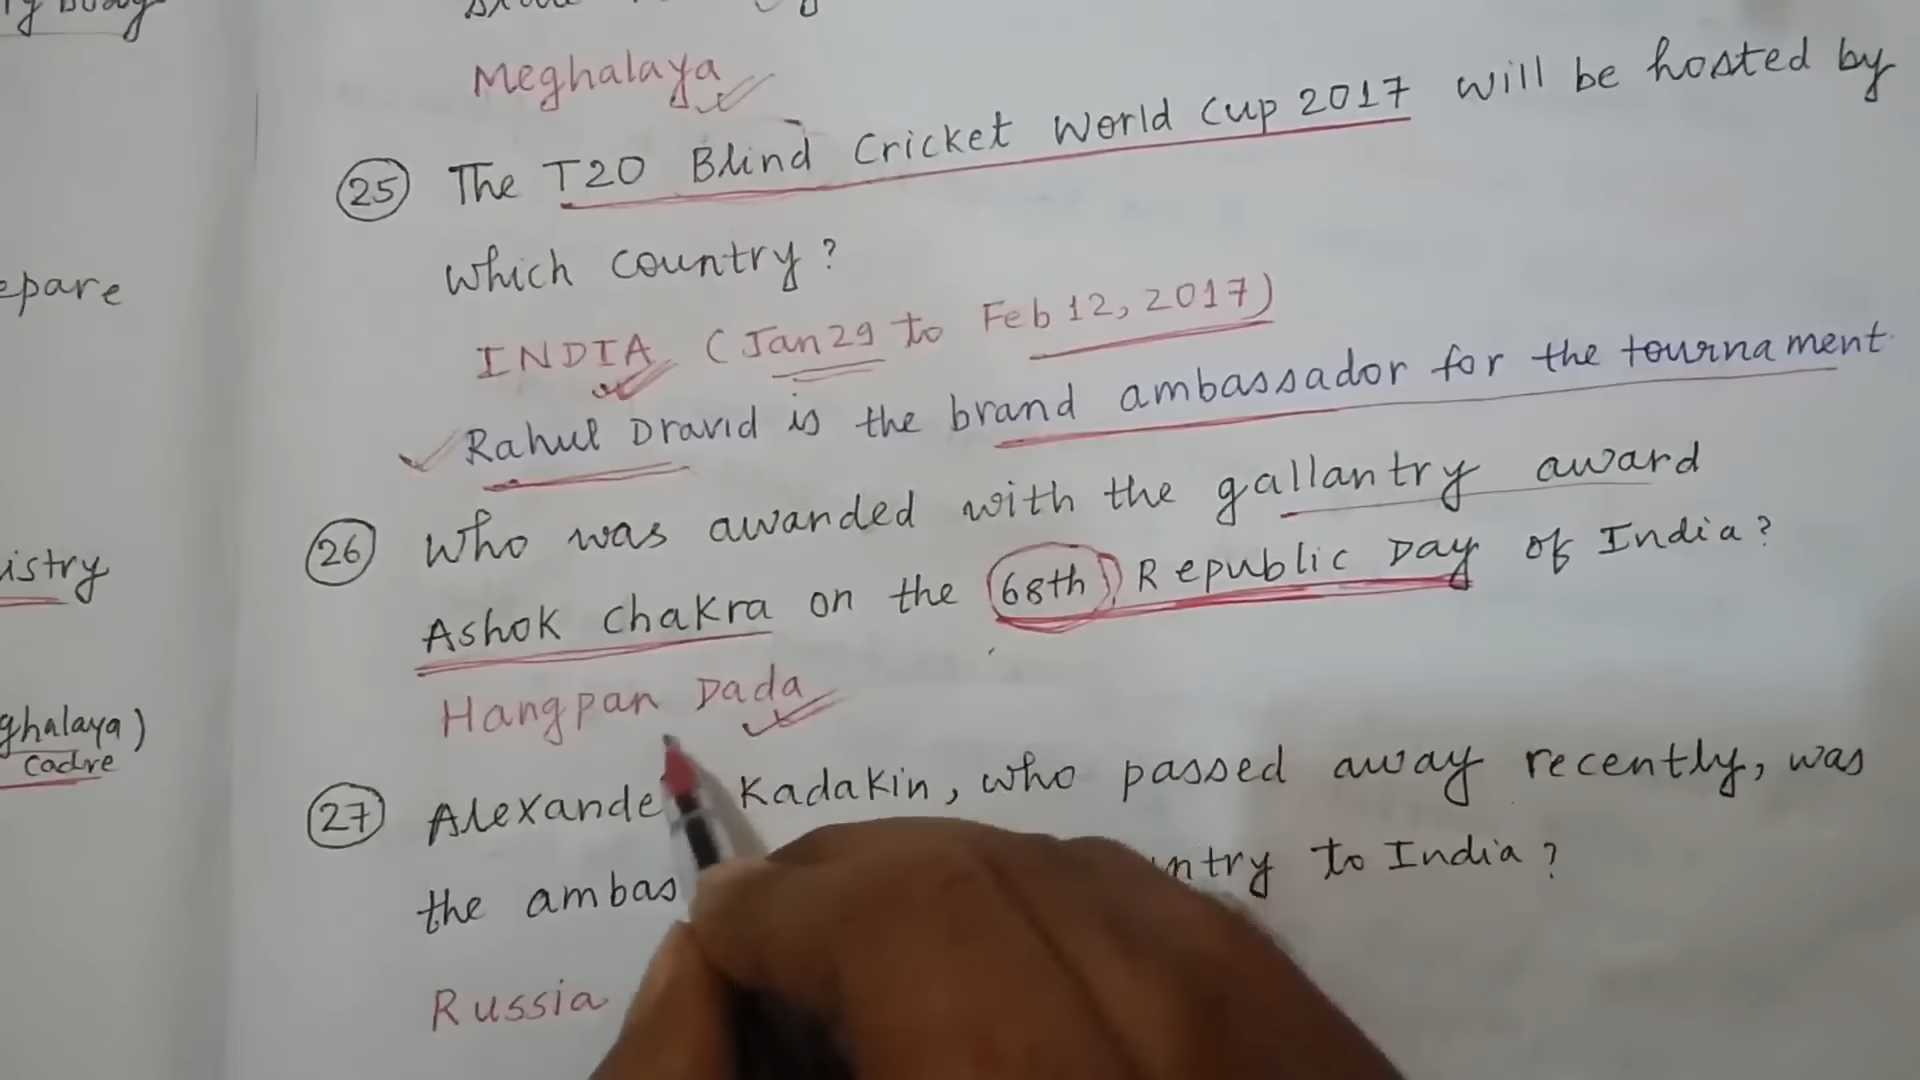 Meghalaya
25 The T20 Blind Cricket World Cup 2017 will be hosted by
which country?
INDIA (Jan 29 to Feb 12, 2017)
Rahul Dravid is the brand ambassador for the tournament.
26 Who was awanded with the gallantry award
Ashok Chakra on the 68th Republic Day of India?
Hangpan Dada
27 Alexande Kadakin, who passed away recently, was
the ambas ntry to India?
Russia
epare
istry
ghalaya)
cadre